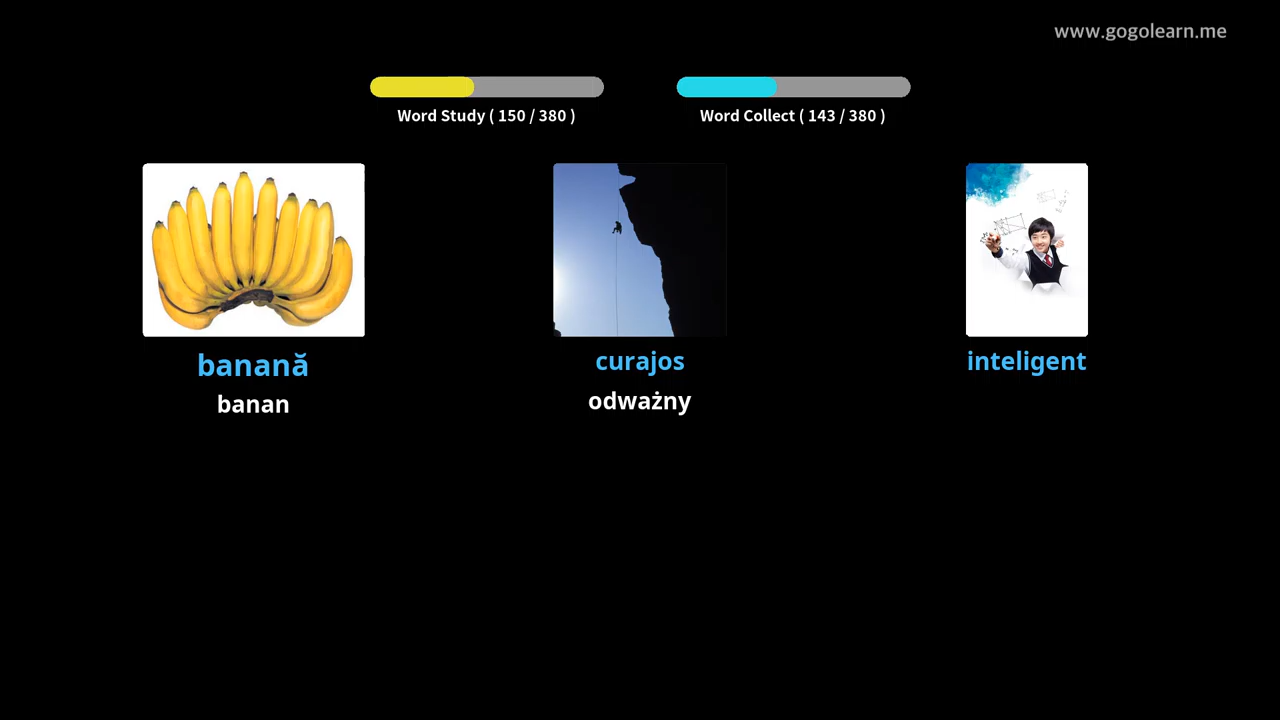 www.gogolearn.me
Word Study ( 150 / 380 )
Word Collect ( 143 / 380 )
banană
banan
curajos
odważny
inteligent